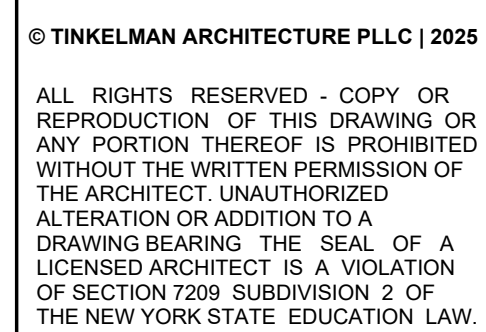 © TINKELMAN ARCHITECTURE PLLC | 2025
ALL RIGHTS RESERVED - COPY OR
REPRODUCTION OF THIS DRAWING OR
ANY PORTION THEREOF IS PROHIBITED
WITHOUT THE WRITTEN PERMISSION OF
THE ARCHITECT. UNAUTHORIZED
ALTERATION OR ADDITION TO A
DRAWING BEARING THE SEAL OF A
LICENSED ARCHITECT IS A VIOLATION
OF SECTION 7209 SUBDIVISION 2 OF
THE NEW YORK STATE EDUCATION LAW.